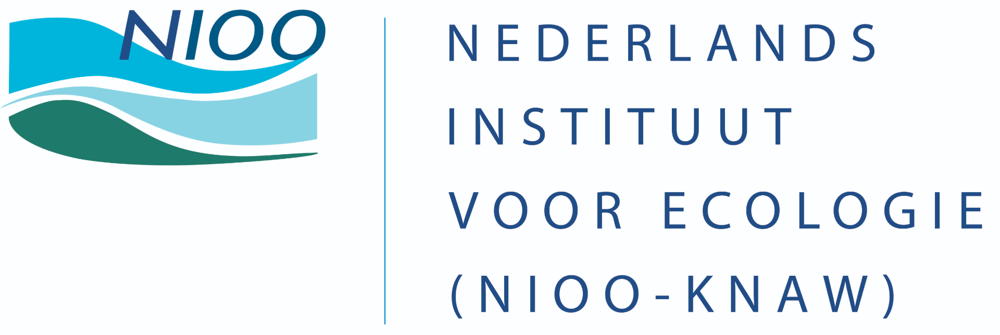 NIOO
NEDERLANDS
INSTITUUT
VOOR ECOLOGIE
(NIOO-KNAW)